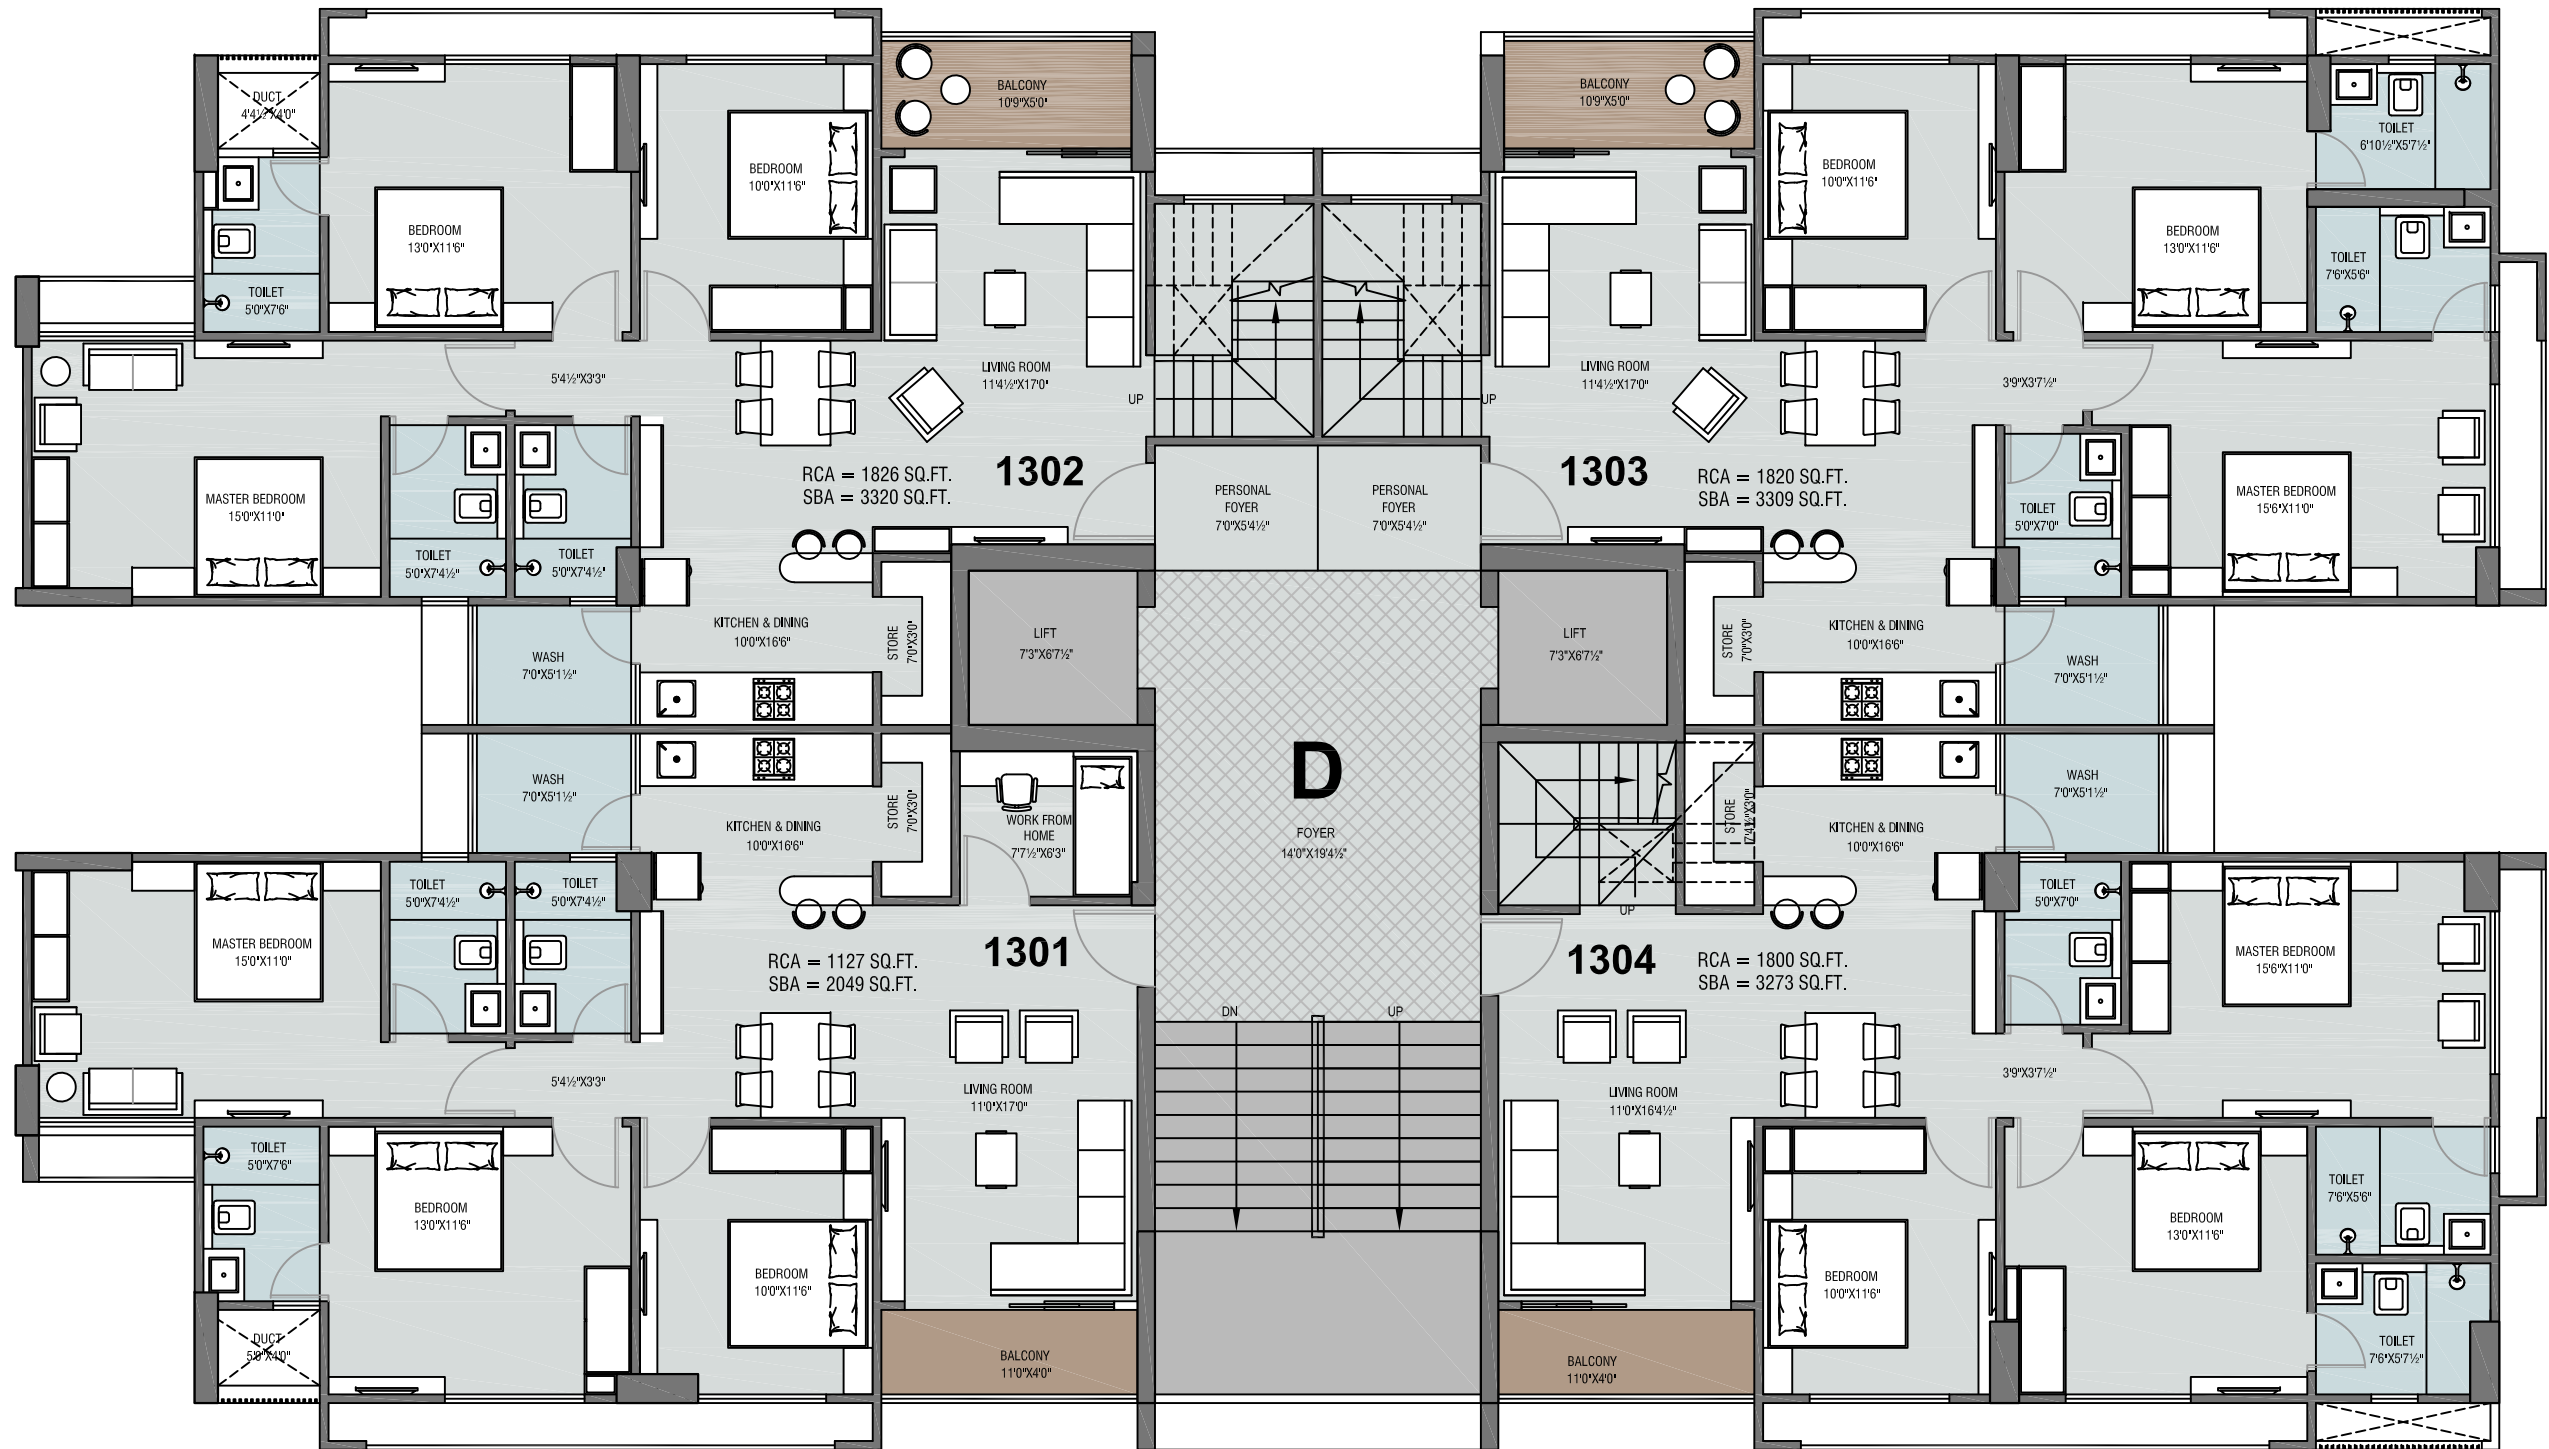 DUCT
4'4½"X4'0"
TOILET
5'0"X7'6"
BEDROOM
13'0"X11'6"
BEDROOM
10'0"X11'6"
BALCONY
10'9"X5'0"
LIVING ROOM
11'4½"X17'0"
5'4½"X3'3"
MASTER BEDROOM
15'0"X11'0"
TOILET
5'0"X7'4½"
TOILET
5'0"X7'4½"
RCA = 1826 SQ.FT.
SBA = 3320 SQ.FT.
1302
KITCHEN & DINING
10'0"X16'6"
STORE
7'0"X3'0"
WASH
7'0"X5'1½"
UP
UP
PERSONAL
FOYER
7'0"X5'4½"
PERSONAL
FOYER
7'0"X5'4½"
LIFT
7'3"X6'7½"
LIFT
7'3"X6'7½"
BALCONY
10'9"X5'0"
BEDROOM
10'0"X11'6"
BEDROOM
13'0"X11'6"
TOILET
6'10½"X5'7½"
TOILET
7'6"X5'6"
LIVING ROOM
11'4½"X17'0"
3'9"X3'7½"
1303
RCA = 1820 SQ.FT.
SBA = 3309 SQ.FT.
TOILET
5'0"X7'0"
MASTER BEDROOM
15'6"X11'0"
STORE
7'0"X3'0"
KITCHEN & DINING
10'0"X16'6"
WASH
7'0"X5'1½"
D
FOYER
14'0"X19'4½"
DN
UP
WASH
7'0"X5'1½"
KITCHEN & DINING
10'0"X16'6"
STORE
7'0"X3'0"
WORK FROM
HOME
7'7½"X6'3"
TOILET
5'0"X7'4½"
TOILET
5'0"X7'4½"
MASTER BEDROOM
15'0"X11'0"
RCA = 1127 SQ.FT.
SBA = 2049 SQ.FT.
1301
5'4½"X3'3"
LIVING ROOM
11'0"X17'0"
TOILET
5'0"X7'6"
BEDROOM
13'0"X11'6"
BEDROOM
10'0"X11'6"
DUCT
5'0"X4'0"
BALCONY
11'0"X4'0"
UP
STORE
7'4½"X3'0"
KITCHEN & DINING
10'0"X16'6"
WASH
7'0"X5'1½"
1304
RCA = 1800 SQ.FT.
SBA = 3273 SQ.FT.
TOILET
5'0"X7'0"
MASTER BEDROOM
15'6"X11'0"
3'9"X3'7½"
LIVING ROOM
11'0"X16'4½"
BEDROOM
10'0"X11'6"
BEDROOM
13'0"X11'6"
TOILET
7'6"X5'6"
TOILET
7'6"X5'7½"
BALCONY
11'0"X4'0"